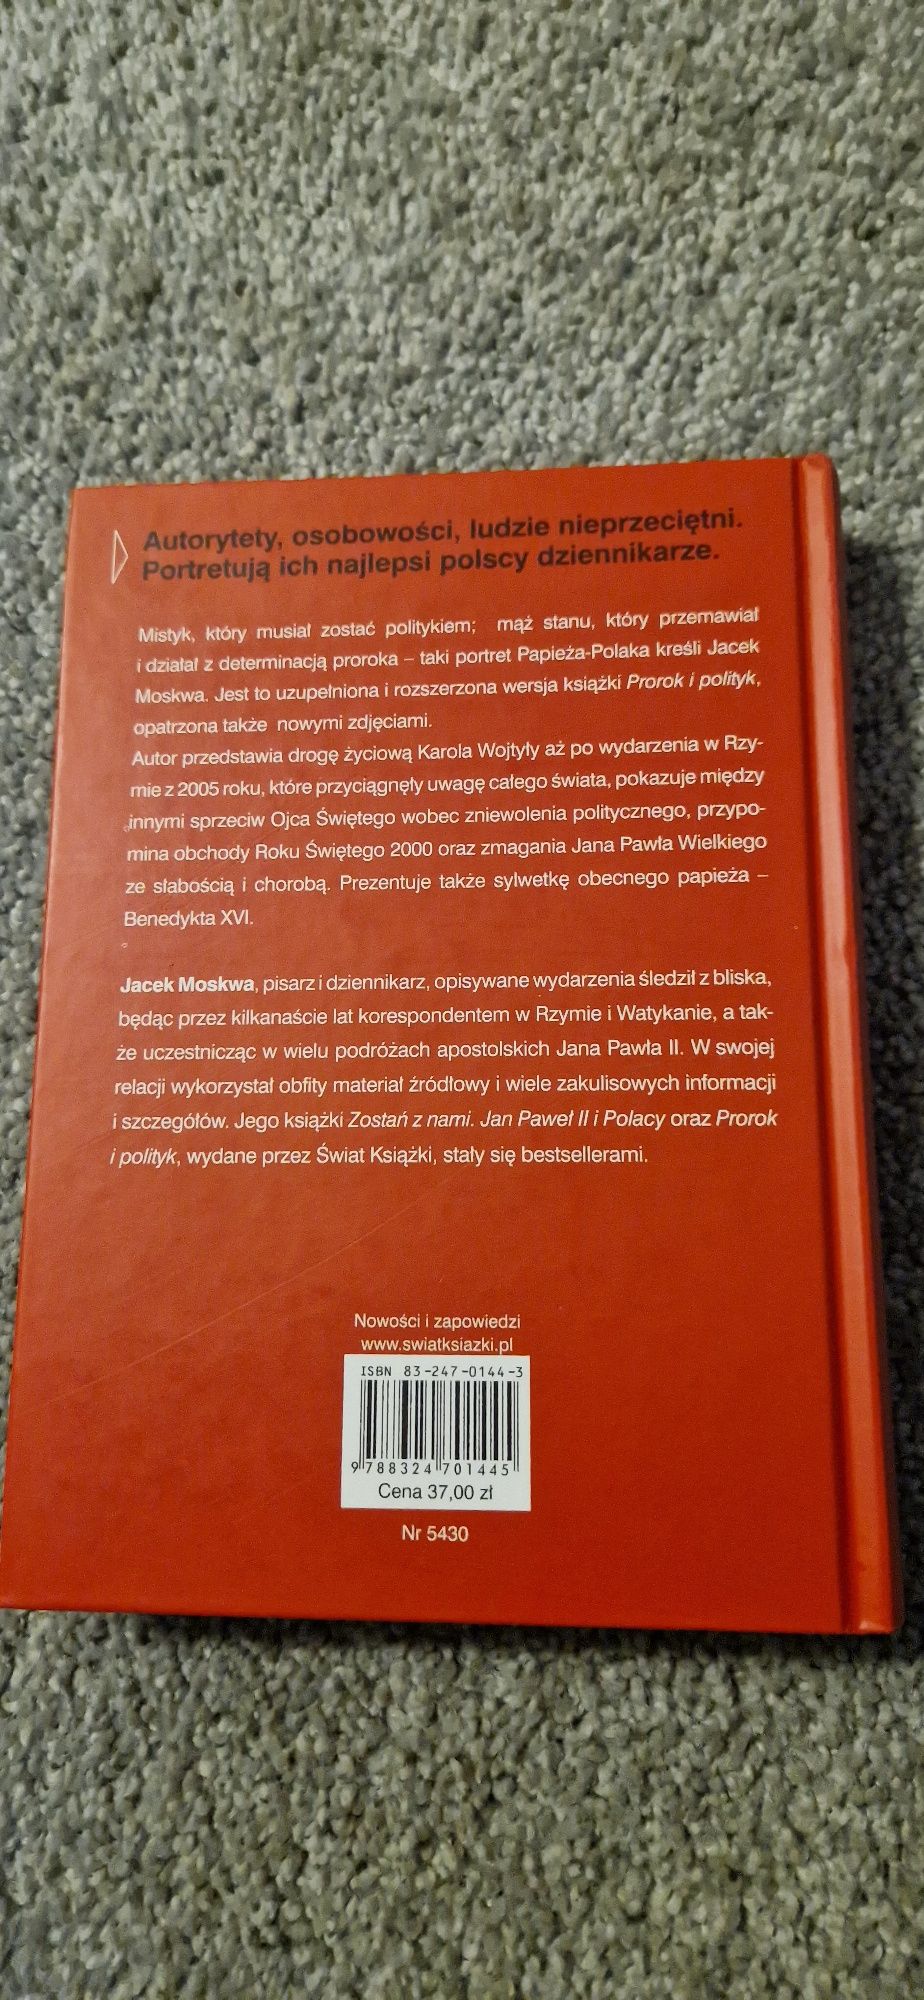 Autorytety, osobowości, ludzie nieprzeciętni.
Portretują ich najlepsi polscy dziennikarze.
Mistyk, który musiał zostać politykiem; mąż stanu, który przemawiał
i działał z determinacją proroka – taki portret Papieża-Polaka kreśli Jacek
Moskwa. Jest to uzupełniona i rozszerzona wersja książki Prorok i polityk,
opatrzona także nowymi zdjęciami.
Autor przedstawia drogę życiową Karola Wojtyły aż po wydarzenia w Rzy-
mie z 2005 roku, które przyciągnęły uwagę całego świata, pokazuje między
innymi sprzeciw Ojca Świętego wobec zniewolenia politycznego, przypo-
mina obchody Roku Świętego 2000 oraz zmagania Jana Pawła Wielkiego
ze słabością i chorobą. Prezentuje także sylwetkę obecnego papieża –
Benedykta XVI.
Jacek Moskwa, pisarz i dziennikarz, opisywane wydarzenia śledził z bliska,
będąc przez kilkanaście lat korespondentem w Rzymie i Watykanie, a tak-
że uczestnicząc w wielu podróżach apostolskich Jana Pawła II. W swojej
relacji wykorzystał obfity materiał źródłowy i wiele zakulisowych informacji
i szczegółów. Jego książki Zostań z nami. Jan Paweł II i Polacy oraz Prorok
i polityk, wydane przez Świat Książki, stały się bestsellerami.
Nowości i zapowiedzi
www.swiatksiazki.pl
ISBN 83-247-0144-3
9 788324 701445
Cena 37,00 zł
Nr 5430